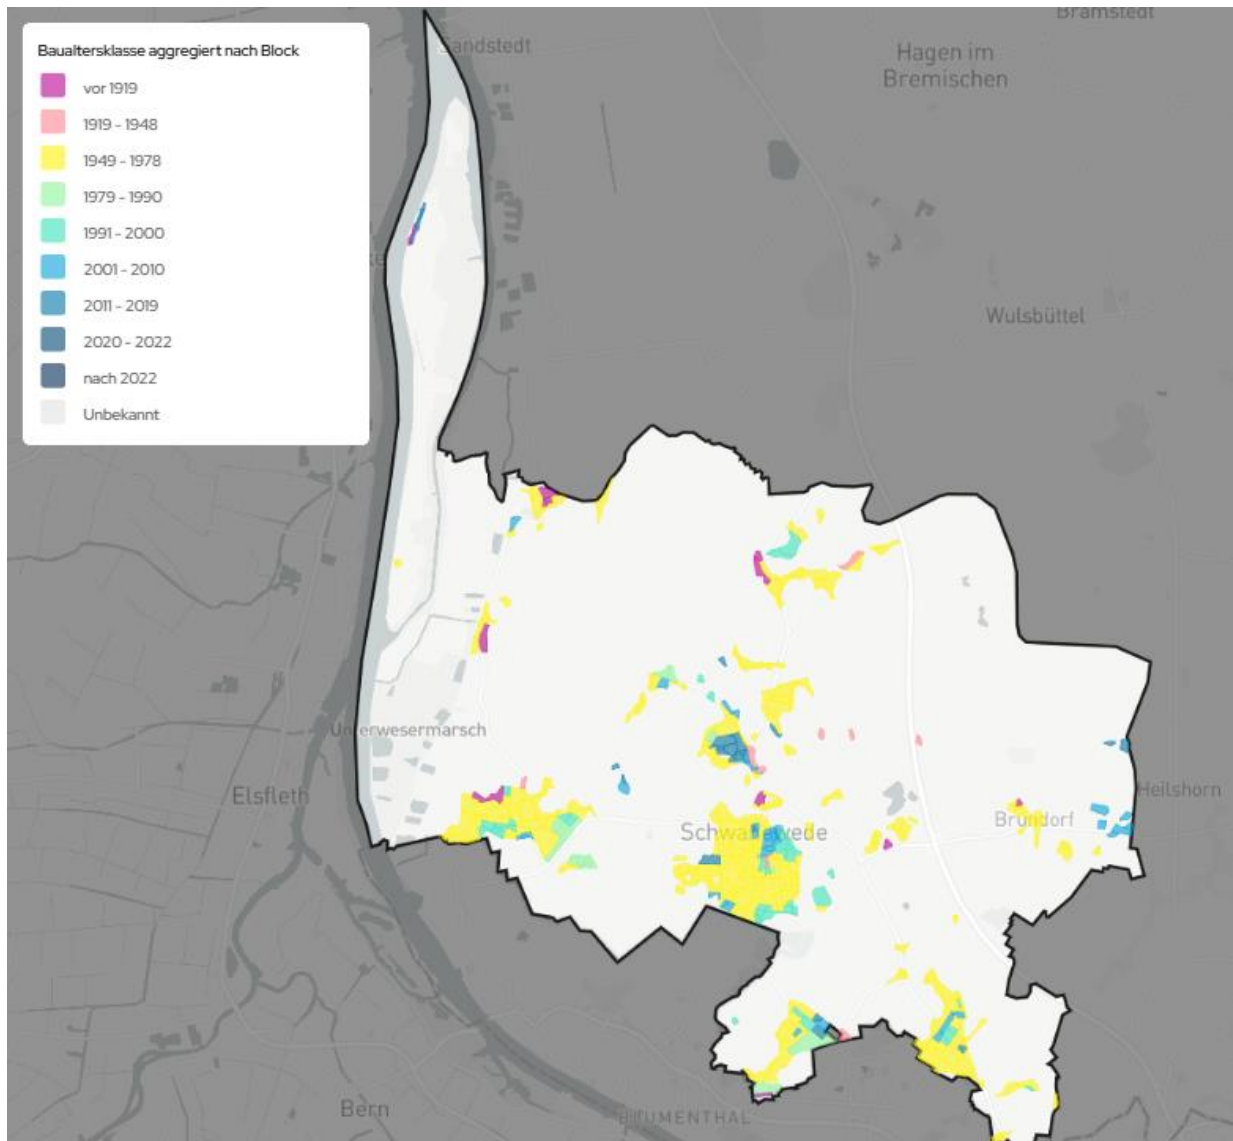 Bramstedt
Baualtersklasse aggregiert nach Block
vor 1919
1919 - 1948
1949 - 1978
1979 - 1990
1991 - 2000
2001 - 2010
2011 - 2019
2020 - 2022
nach 2022
Unbekannt
Sandstedt
Hagen im
Bremischen
Wulsbüttel
Unterwesermarsch
Elsfleth
Heilshorn
Schwanewede
Brundorf
Bern
BLUMENTHAL